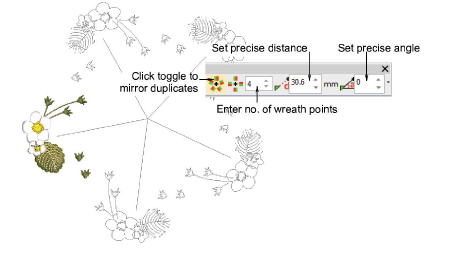 Set precise distance
Set precise angle
Click toggle to
mirror duplicates
4
30.6
mm
0
Enter no. of wreath points